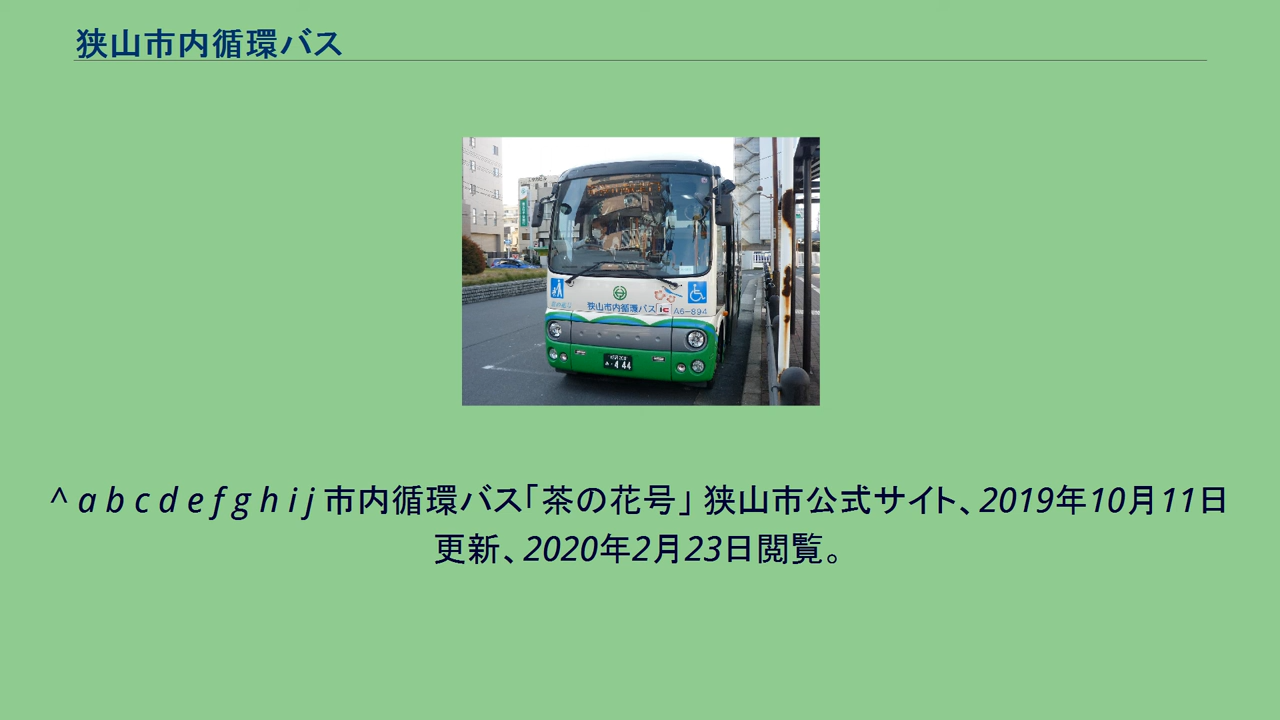 狭山市内循環バス
狭山市内循環バス ic A6-894
444
^ a b c d e f g h i j 市内循環バス「茶の花号」 狭山市公式サイト、2019年10月11日
更新、2020年2月23日閲覧。